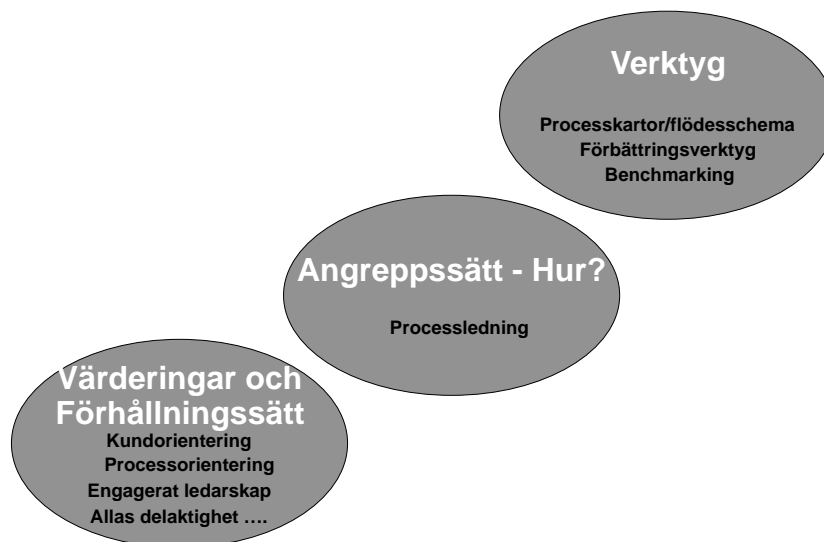 Verktyg
Processkartor/flödesschema
Förbättringsverktyg
Benchmarking
Angreppssätt - Hur?
Processledning
Värderingar och
Förhållningssätt
Kundorientering
Processorientering
Engagerat ledarskap
Allas delaktighet ….